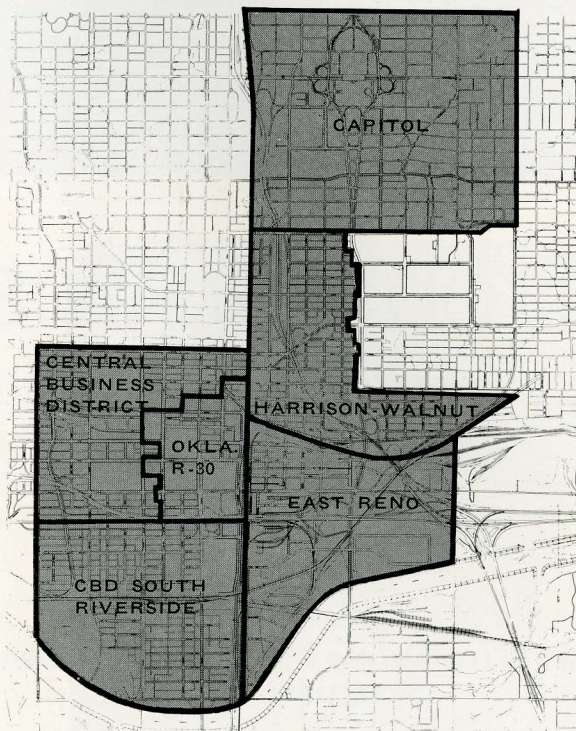 CAPITOL
CENTRAL
BUSINESS
DISTRICT
OKLA.
R-30
HARRISON-WALNUT
EAST RENO
CBD SOUTH
RIVERSIDE